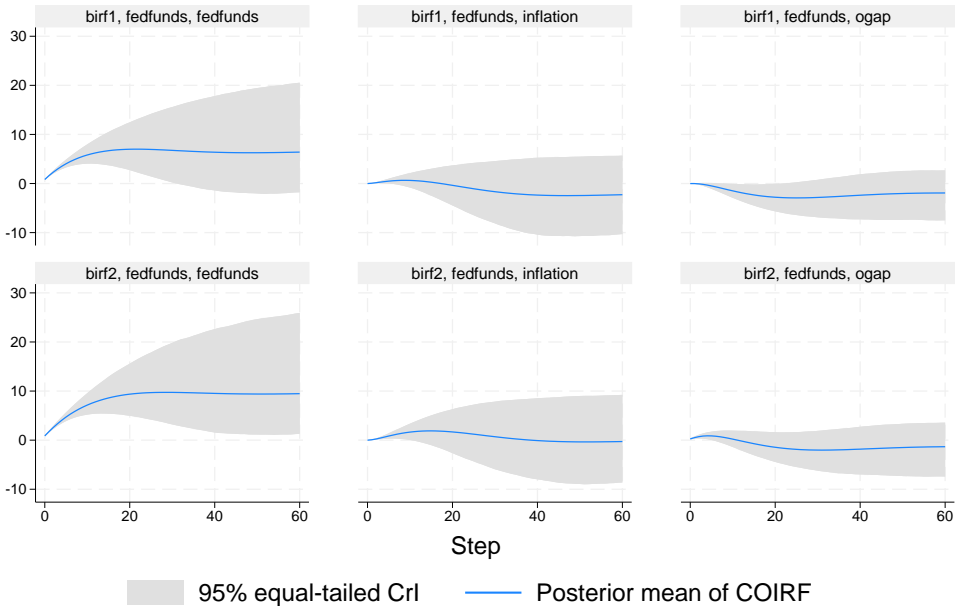 birf1, fedfunds, fedfunds
birf1, fedfunds, inflation
birf1, fedfunds, ogap
30
20
10
0
-10
birf2, fedfunds, fedfunds
birf2, fedfunds, inflation
birf2, fedfunds, ogap
30
20
10
0
-10
0 20 40 60
0 20 40 60
0 20 40 60
Step
95% equal-tailed CrI
Posterior mean of COIRF